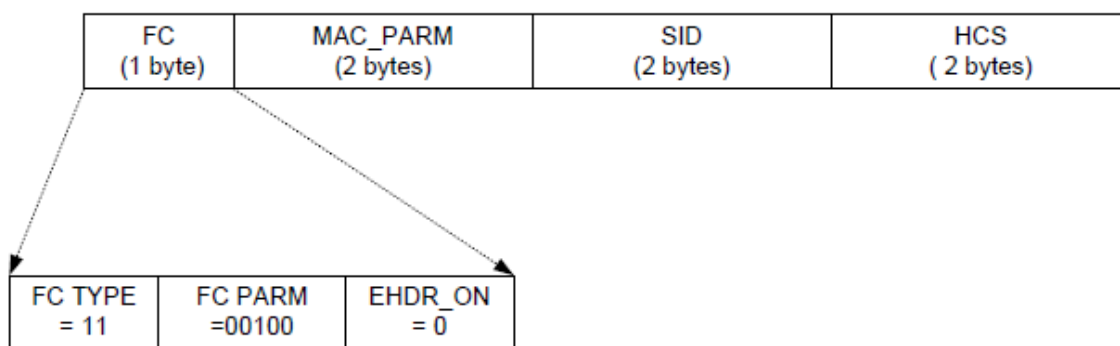 FC MAC_PARM SID HCS
(1 byte) (2 bytes) (2 bytes) ( 2 bytes)
FC TYPE FC PARM EHDR_ON
= 11 =00100 = 0